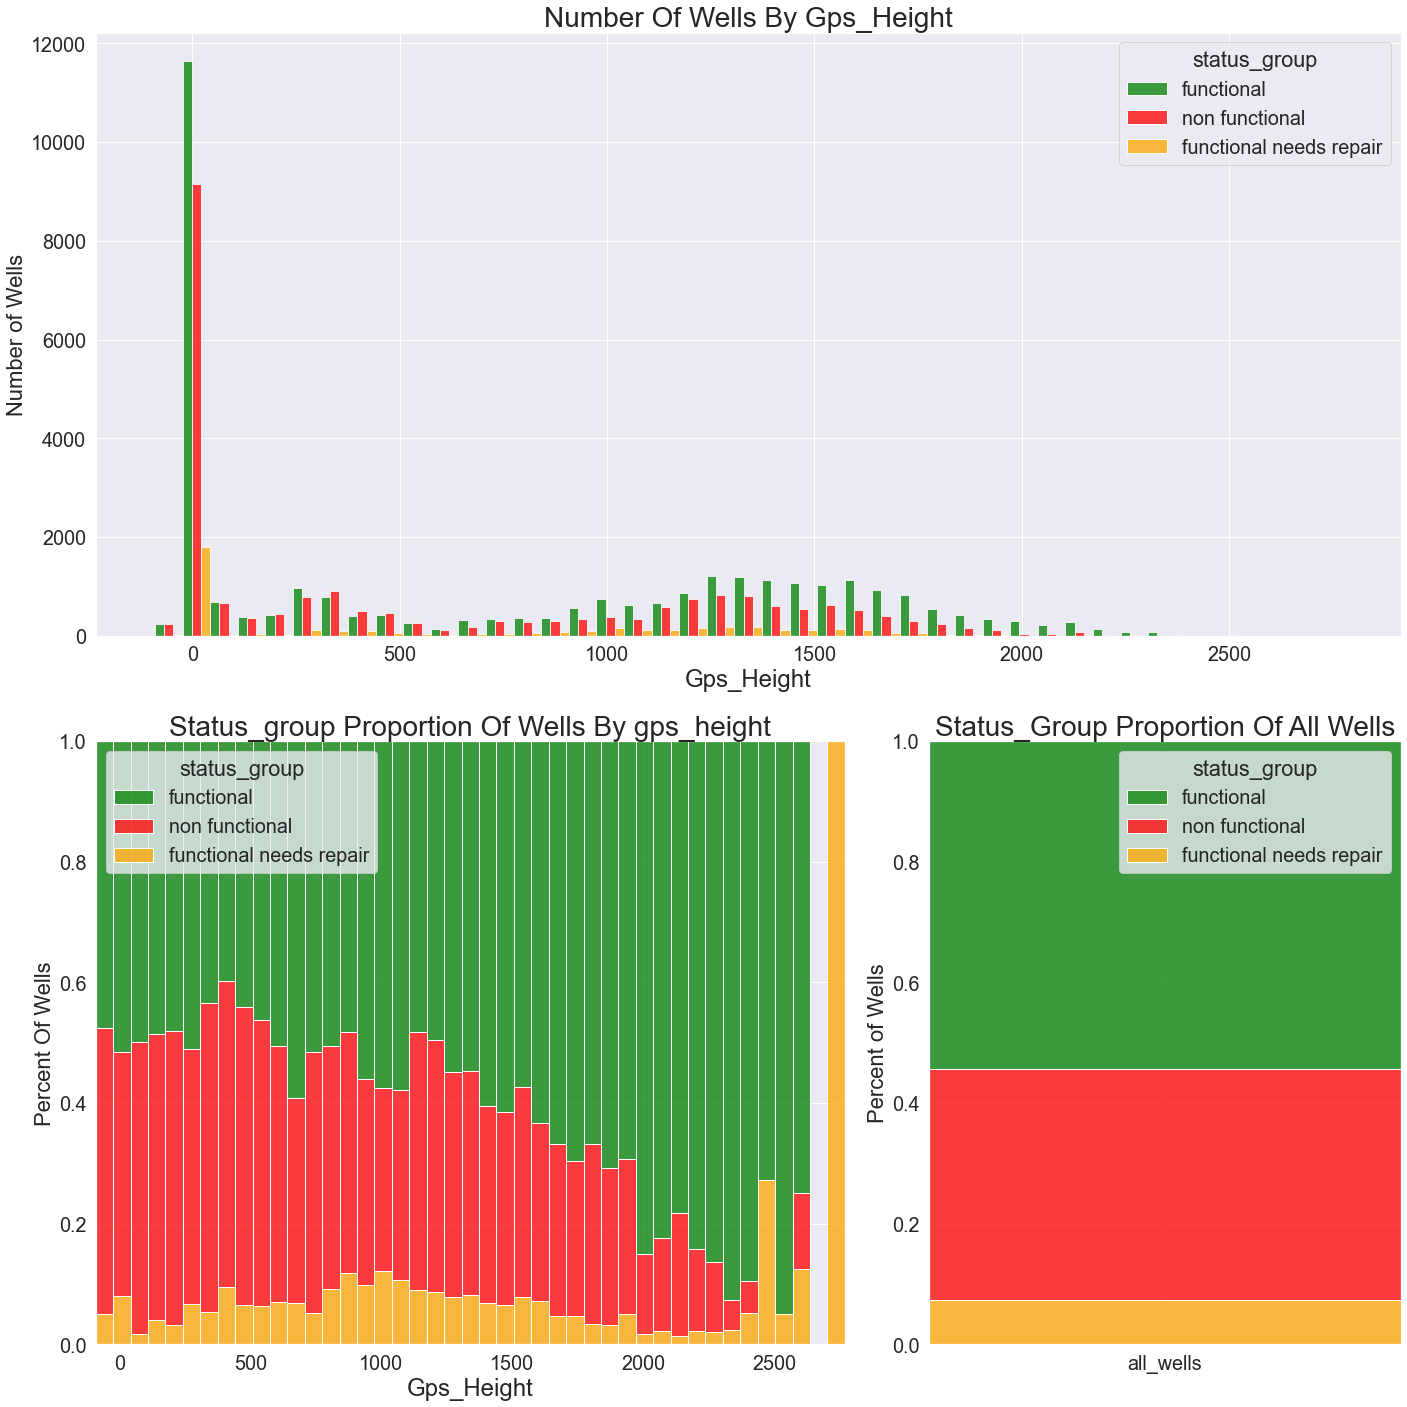 Number Of Wells By Gps_Height
12000
10000
8000
6000
4000
2000
0
Number of Wells
status_group
functional
non functional
functional needs repair
0 500 1000 1500 2000 2500
Gps_Height
Status_group Proportion Of Wells By gps_height
1.0
0.8
0.6
0.4
0.2
0.0
Percent Of Wells
status_group
functional
non functional
functional needs repair
0 500 1000 1500 2000 2500
Gps_Height
Status_Group Proportion Of All Wells
1.0
0.8
0.6
0.4
0.2
0.0
Percent of Wells
status_group
functional
non functional
functional needs repair
all_wells